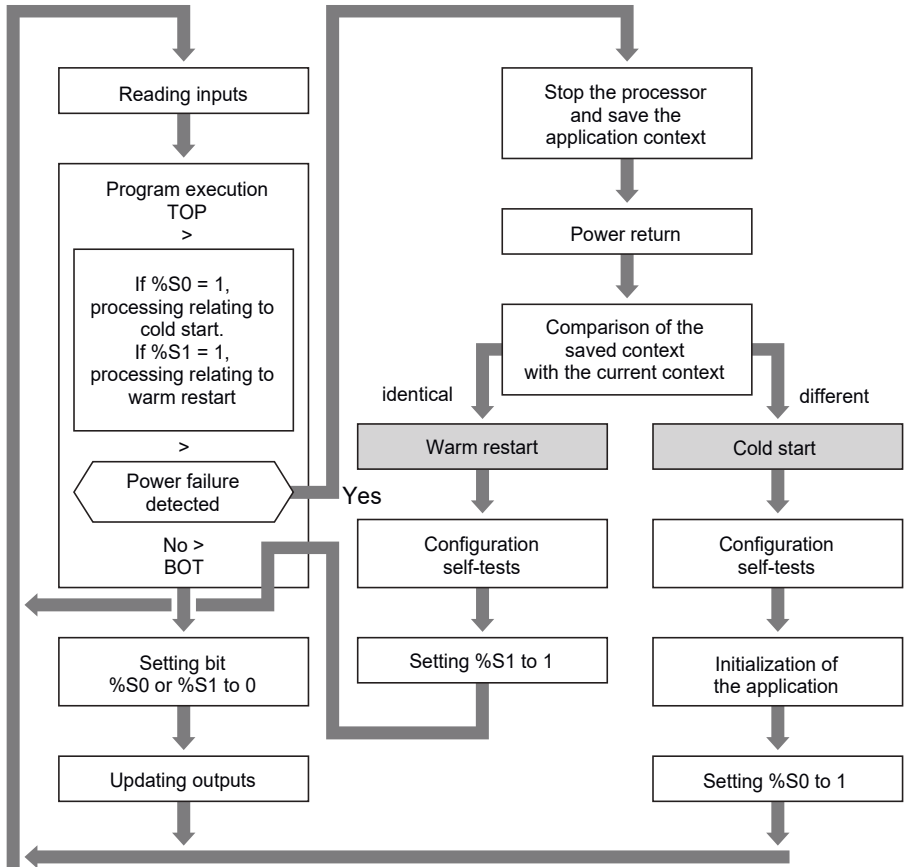 Reading inputs
Program execution
TOP
>
If %S0 = 1,
processing relating to
cold start.
If %S1 = 1,
processing relating to
warm restart
>
Power failure
detected
Yes
No >
BOT
Setting bit
%S0 or %S1 to 0
Updating outputs
Stop the processor
and save the
application context
Power return
Comparison of the
saved context
with the current context
identical
different
Warm restart
Configuration
self-tests
Setting %S1 to 1
Cold start
Configuration
self-tests
Initialization of
the application
Setting %S0 to 1